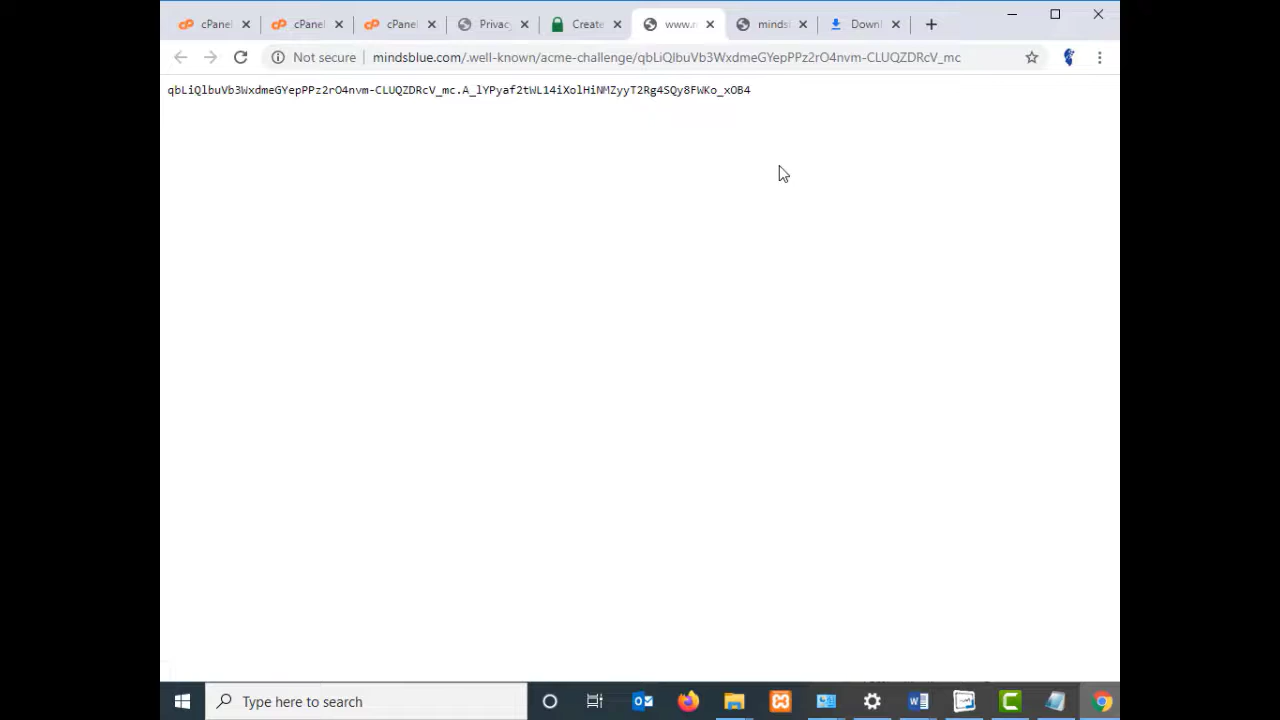 cPanel
cPanel
cPanel
Privac
Create
www.
minds
Downl
Not secure
mindsblue.com/.well-known/acme-challenge/qbLiQlbuVb3WxdmeGYepPPz2rO4nvm-CLUQZDRcV_mc
qbLiQlbuVb3WxdmeGYepPPz2rO4nvm-CLUQZDRcV_mc.A_lYPyaf2tWL14iXolHiNMZyyT2Rg4SQy8FWKo_xOB4
Type here to search